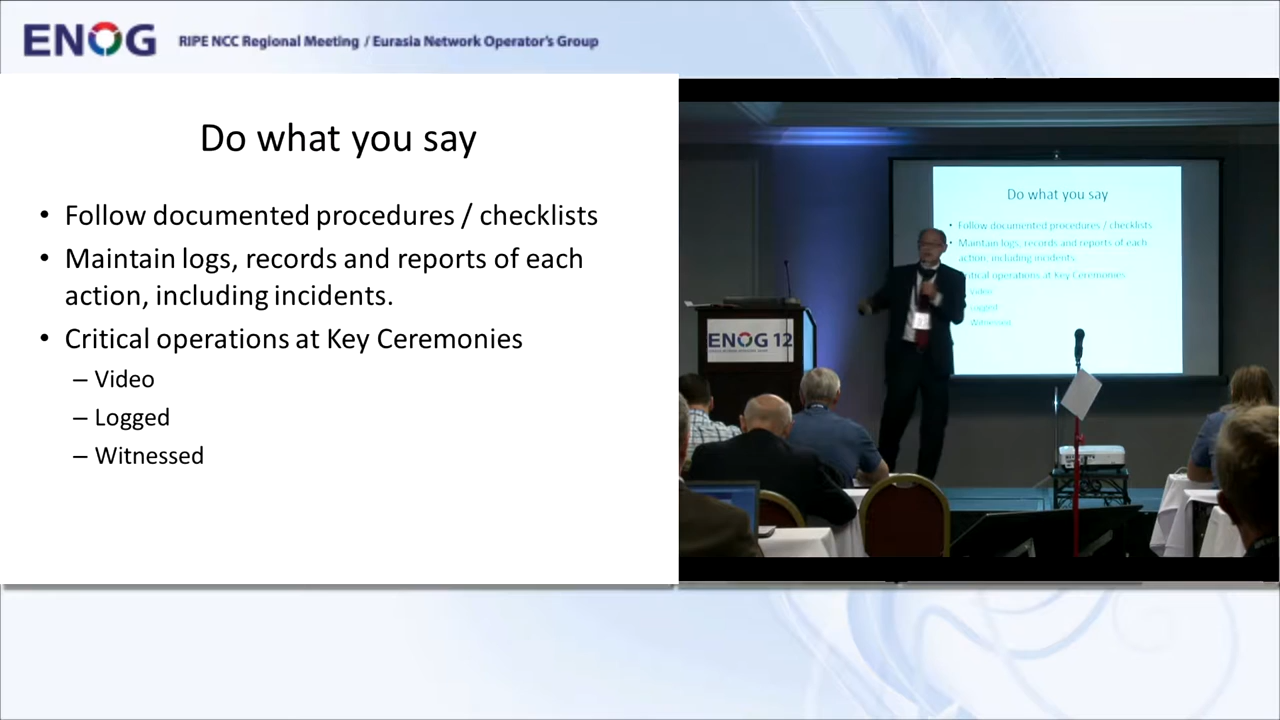 ENOG RIPE NCC Regional Meeting / Eurasia Network Operator's Group
Do what you say
• Follow documented procedures / checklists
• Maintain logs, records and reports of each
action, including incidents.
• Critical operations at Key Ceremonies
– Video
– Logged
– Witnessed
Do what you say
• Follow documented procedures / checklists
• Maintain logs, records and reports of each
action, including incidents.
Critical operations at Key Ceremonies
Video
Logged
Witnessed
ENOG 12